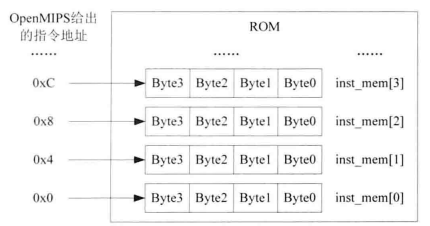 OpenMIPS给出
的指令地址
ROM
…… …… ……
0xC Byte3 Byte2 Byte1 Byte0 inst_mem[3]
0x8 Byte3 Byte2 Byte1 Byte0 inst_mem[2]
0x4 Byte3 Byte2 Byte1 Byte0 inst_mem[1]
0x0 Byte3 Byte2 Byte1 Byte0 inst_mem[0]